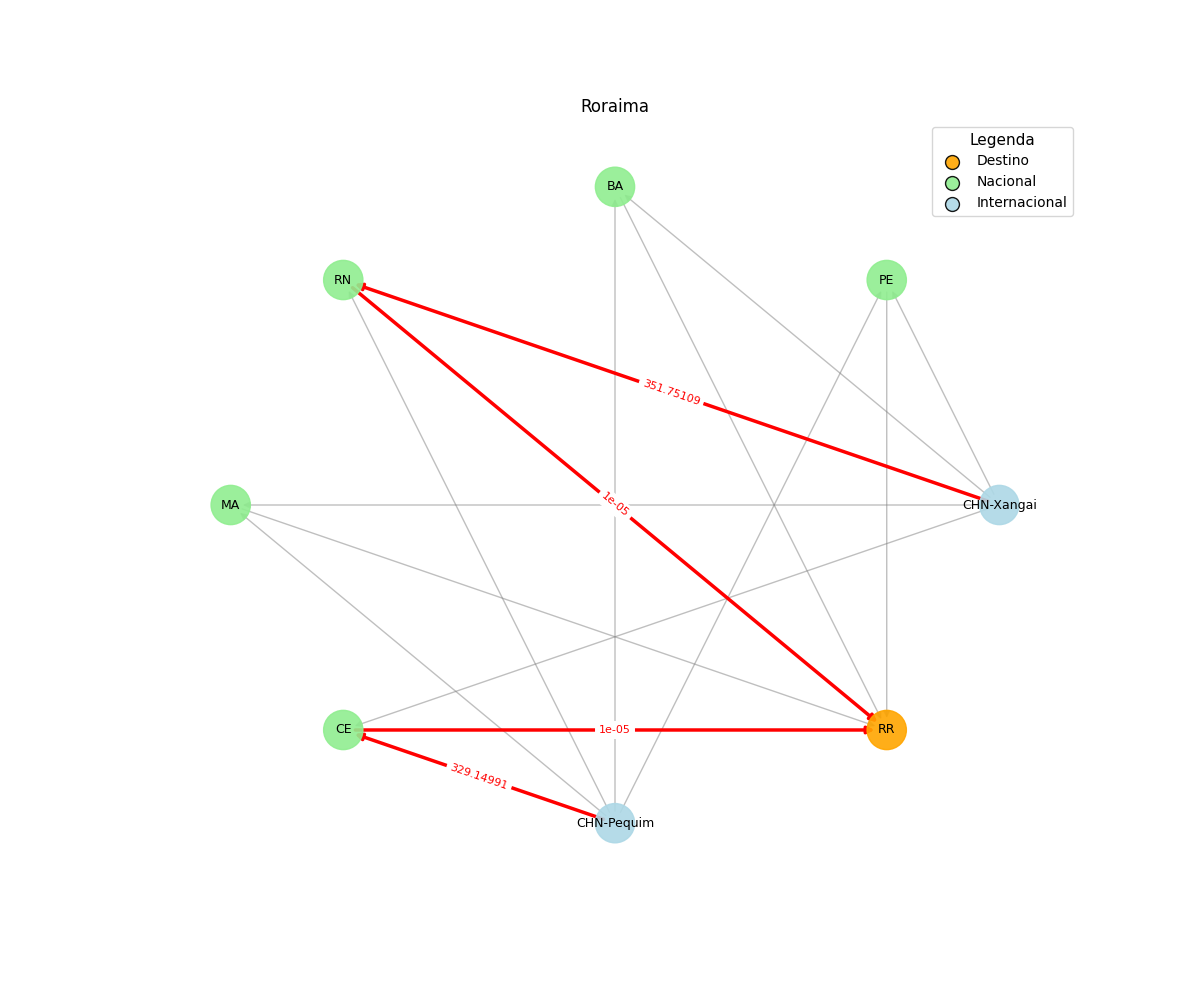 Roraima
Legenda
Destino
Nacional
Internacional
BA
RN
PE
351.75109
1e-05
MA
CHN-Xangai
CE
1e-05
RR
329.14991
CHN-Pequim